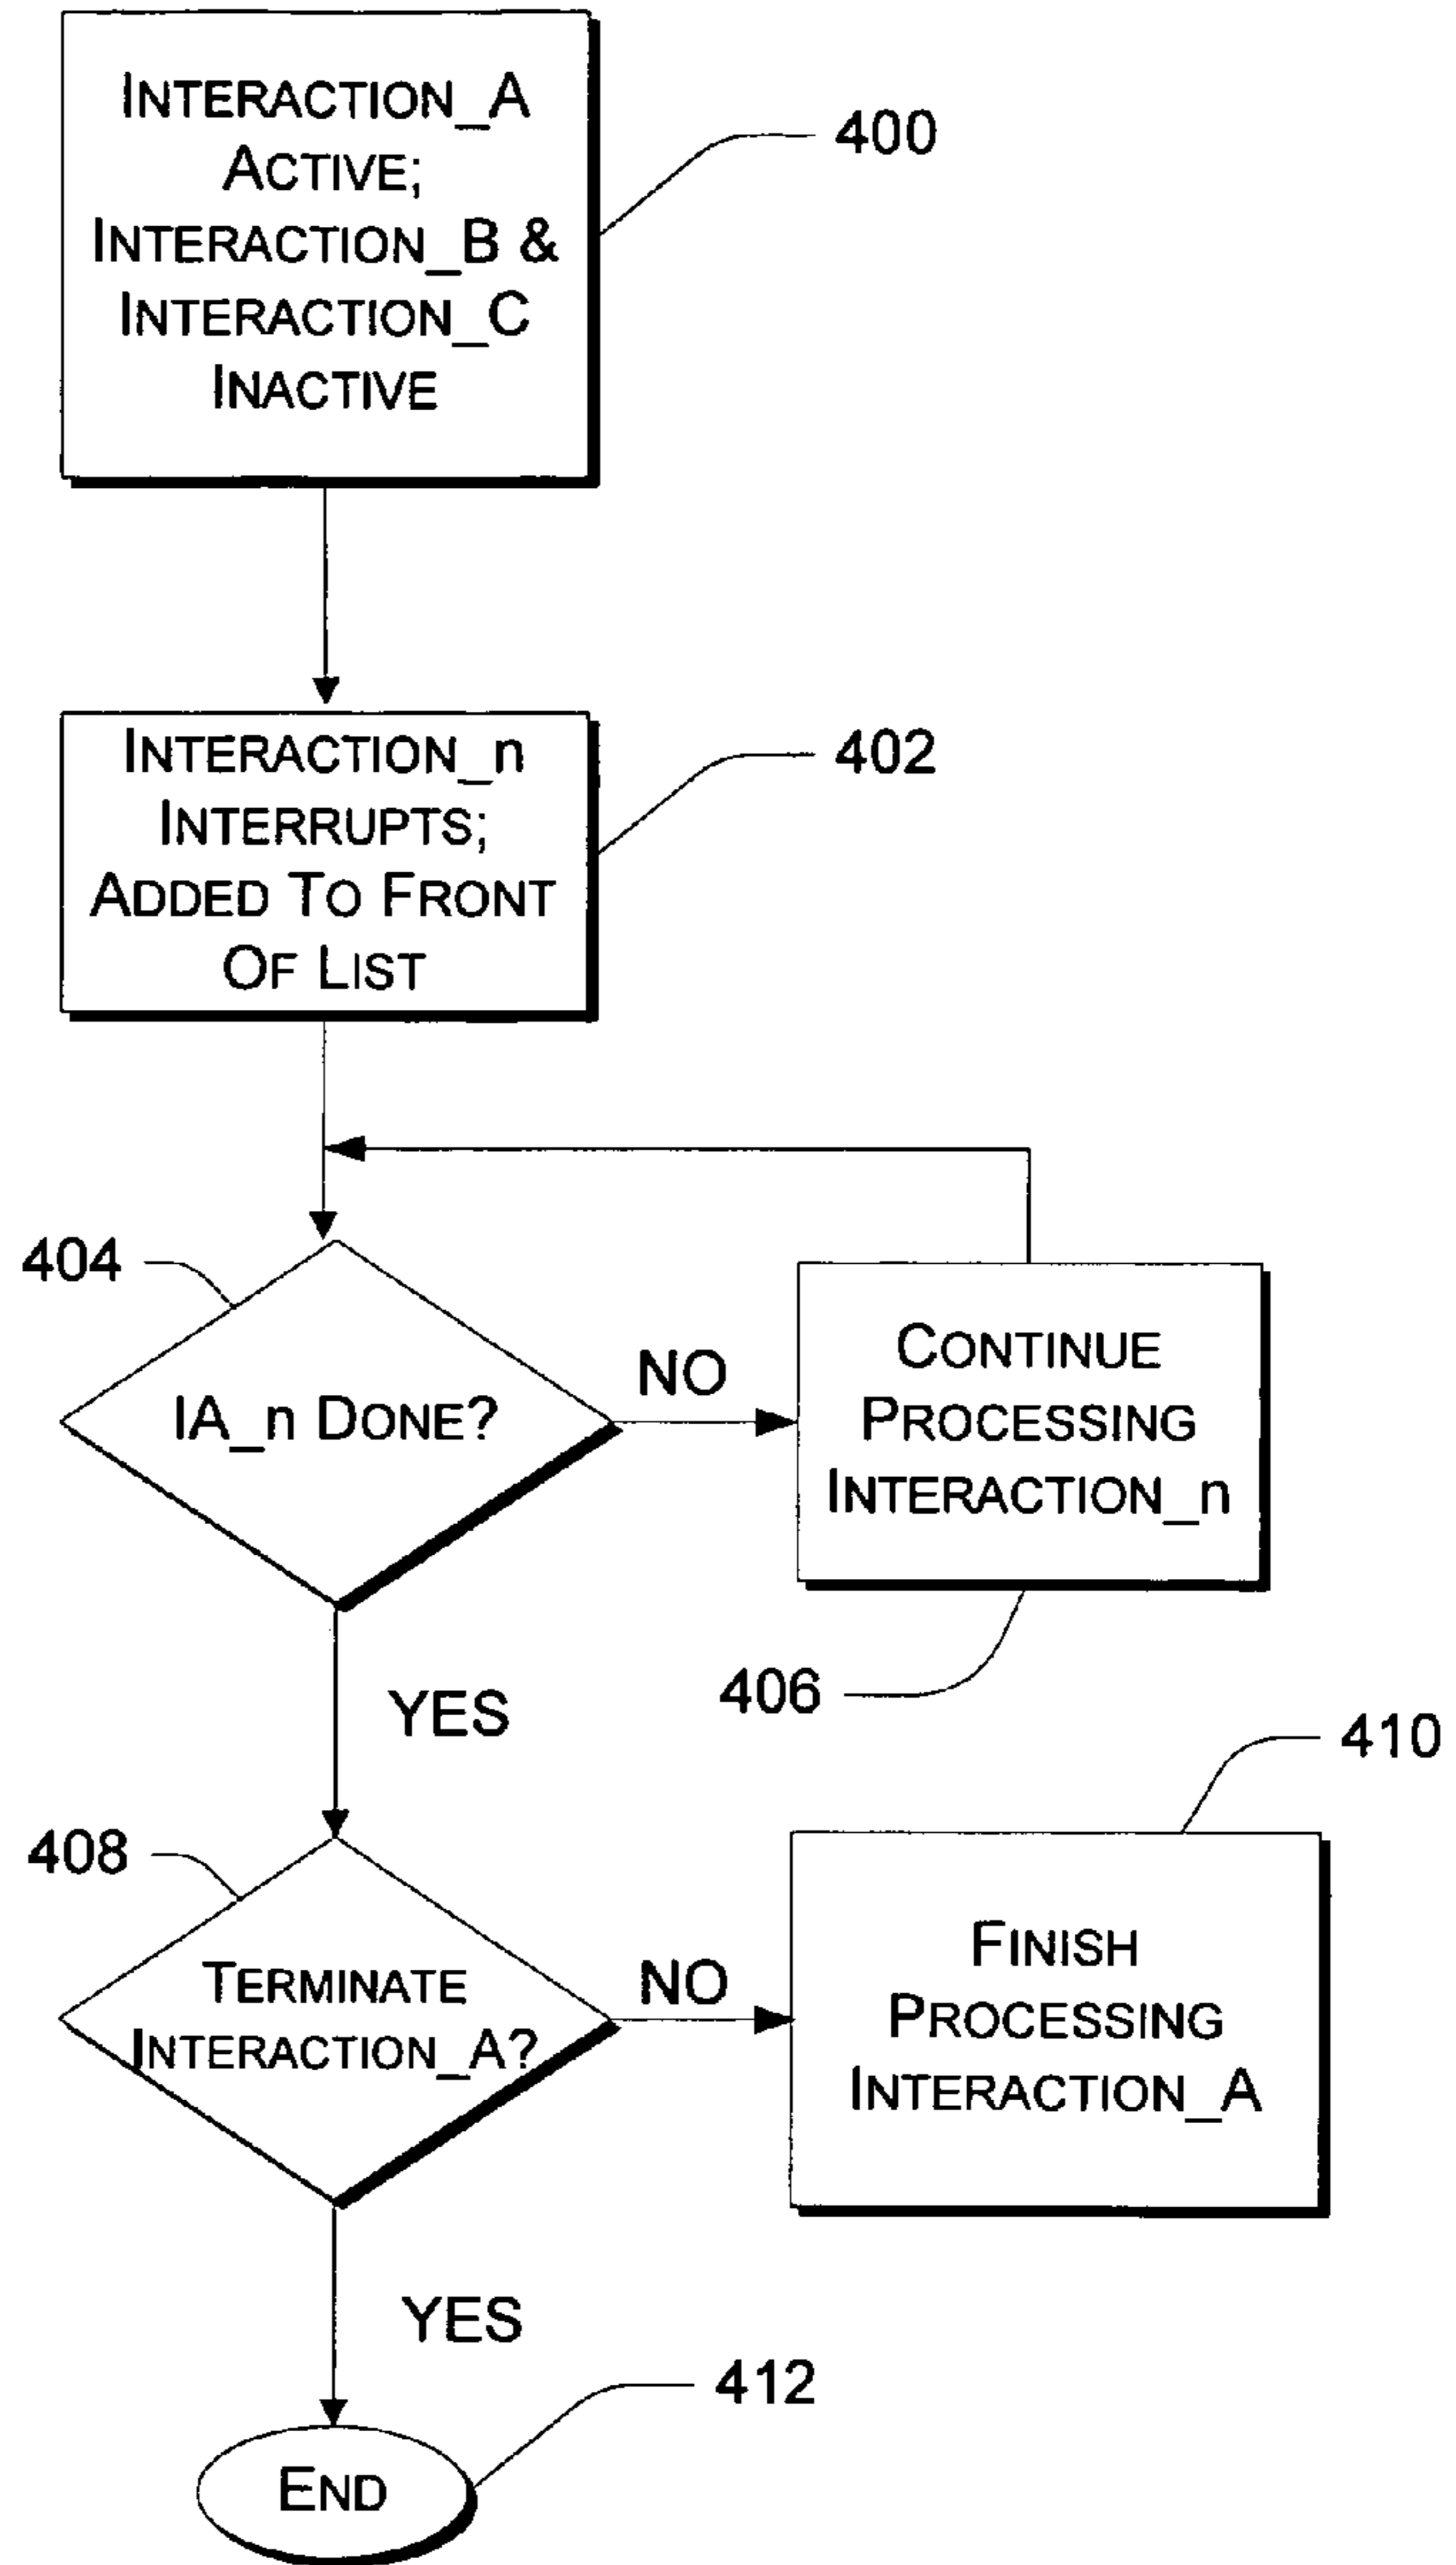 INTERACTION_A
ACTIVE;
INTERACTION_B &
INTERACTION_C
INACTIVE
400
INTERACTION_n
INTERRUPTS;
ADDED TO FRONT
OF LIST
402
404
IA_n DONE?
NO
CONTINUE
PROCESSING
INTERACTION_n
406
YES
408
TERMINATE
INTERACTION_A?
NO
410
FINISH
PROCESSING
INTERACTION_A
YES
412
END